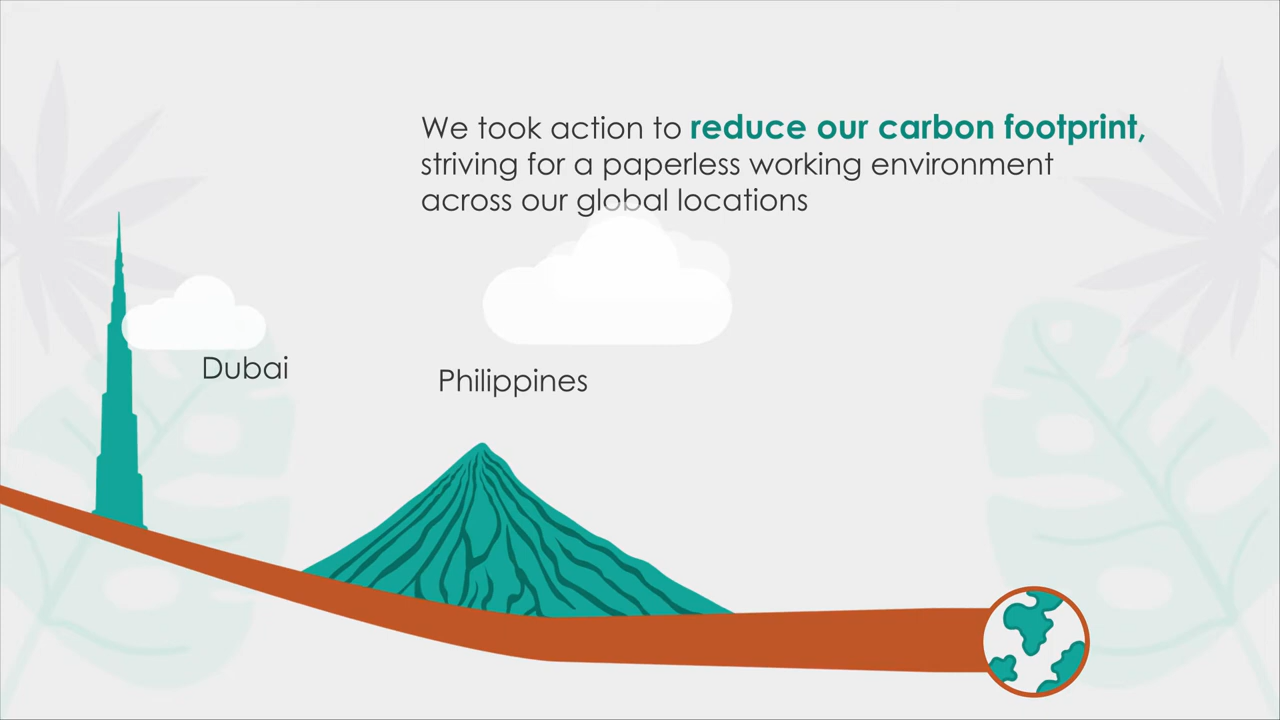 We took action to reduce our carbon footprint,
striving for a paperless working environment
across our global locations
Dubai
Philippines